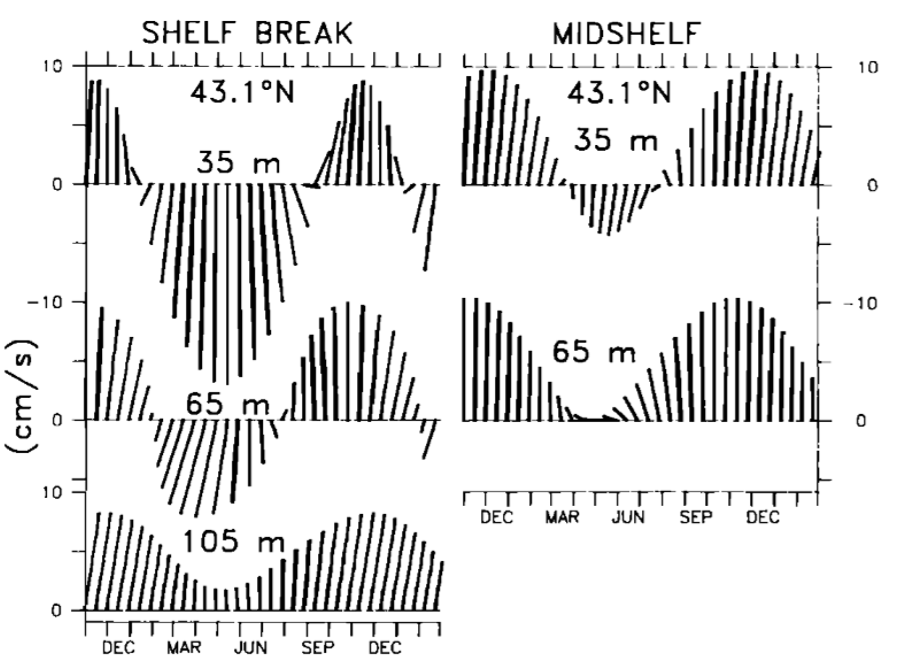 SHELF BREAK
MIDSHELF
10
43.1°N
43.1°N
10
35 m
35 m
0
0
-10
-10
65 m
65 m
(cm/s)
0
0
10
105 m
DEC MAR JUN SEP DEC
0
DEC MAR JUN SEP DEC